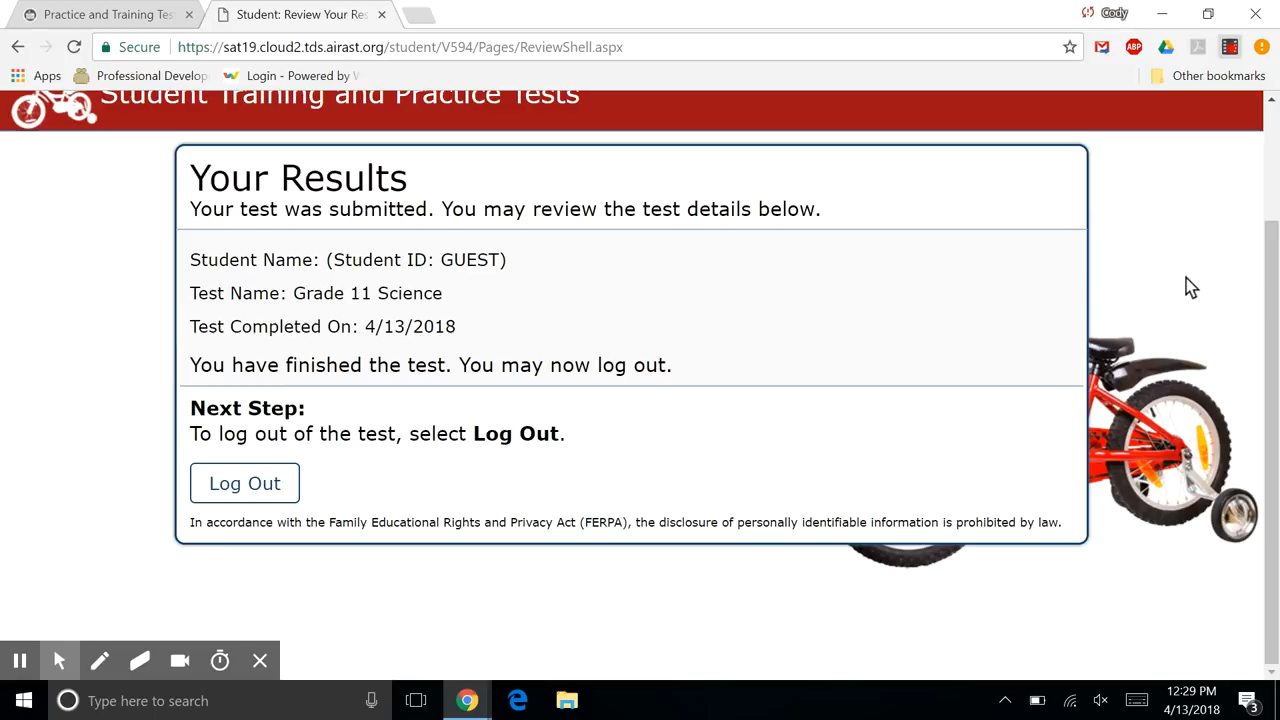 Practice and Training Tes
Student: Review Your Res
Cody
Secure
https://sat19.cloud2.tds.airast.org/student/V594/Pages/ReviewShell.aspx
ABP
Apps
Professional Develop
Login - Powered by
Other bookmarks
Student Training and Practice Tests
Your Results
Your test was submitted. You may review the test details below.
Student Name: (Student ID: GUEST)
Test Name: Grade 11 Science
Test Completed On: 4/13/2018
You have finished the test. You may now log out.
Next Step:
To log out of the test, select Log Out.
Log Out
In accordance with the Family Educational Rights and Privacy Act (FERPA), the disclosure of personally identifiable information is prohibited by law.
Type here to search
12:29 PM
4/13/2018
3